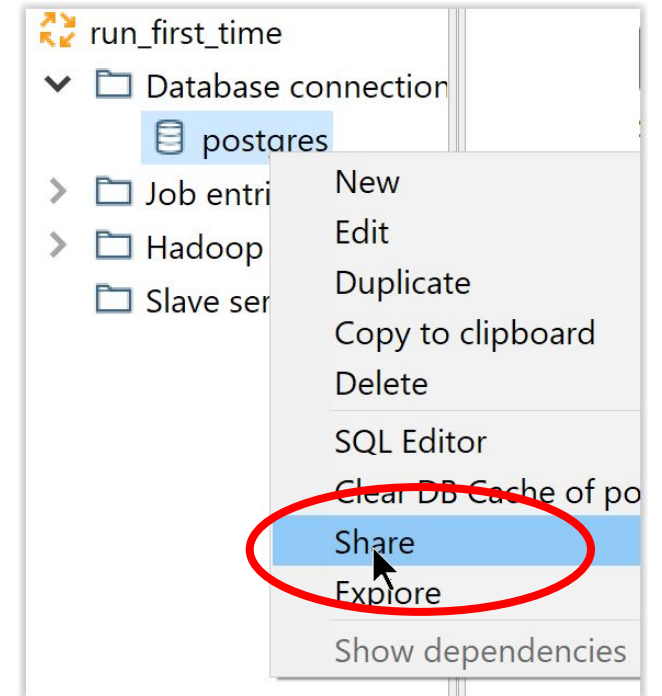 run_first_time
Database connection
postgres
Job entri
Hadoop
Slave ser
New
Edit
Duplicate
Copy to clipboard
Delete
SQL Editor
Clear DB Cache of po
Share
Explore
Show dependencies